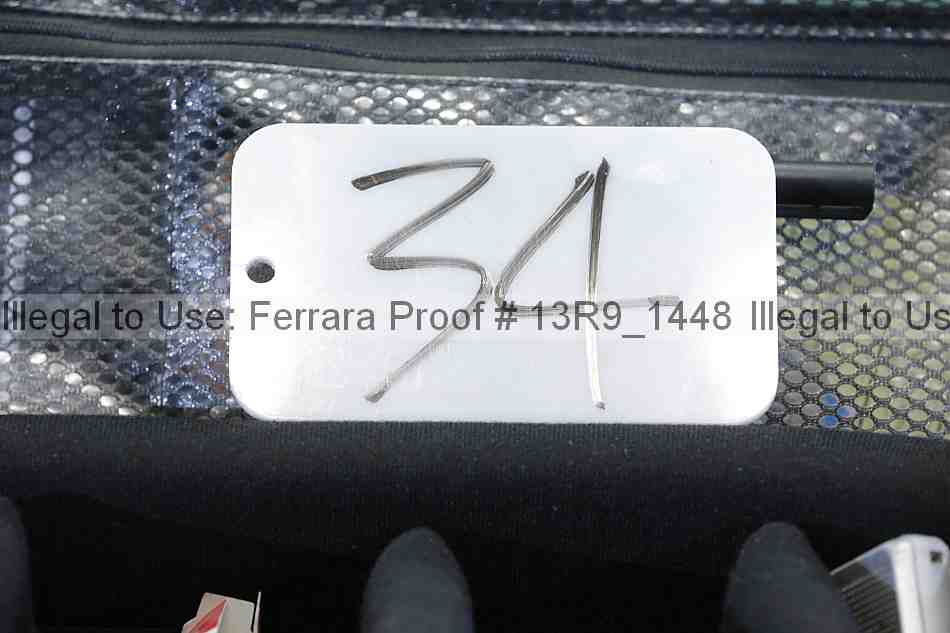 34
Illegal to Use: Ferrara Proof # 13R9_1448 Illegal to Us